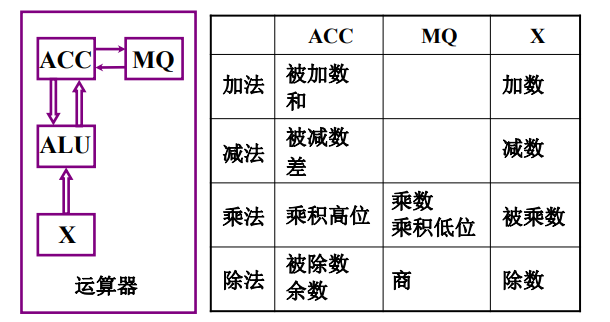 ACC
MQ
ALU
X
运算器
ACC MQ X
加法 被加数 加数
和
减法 被减数 减数
差
乘法 乘积高位 乘数 被乘数
乘积低位
除法 被除数 商 除数
余数